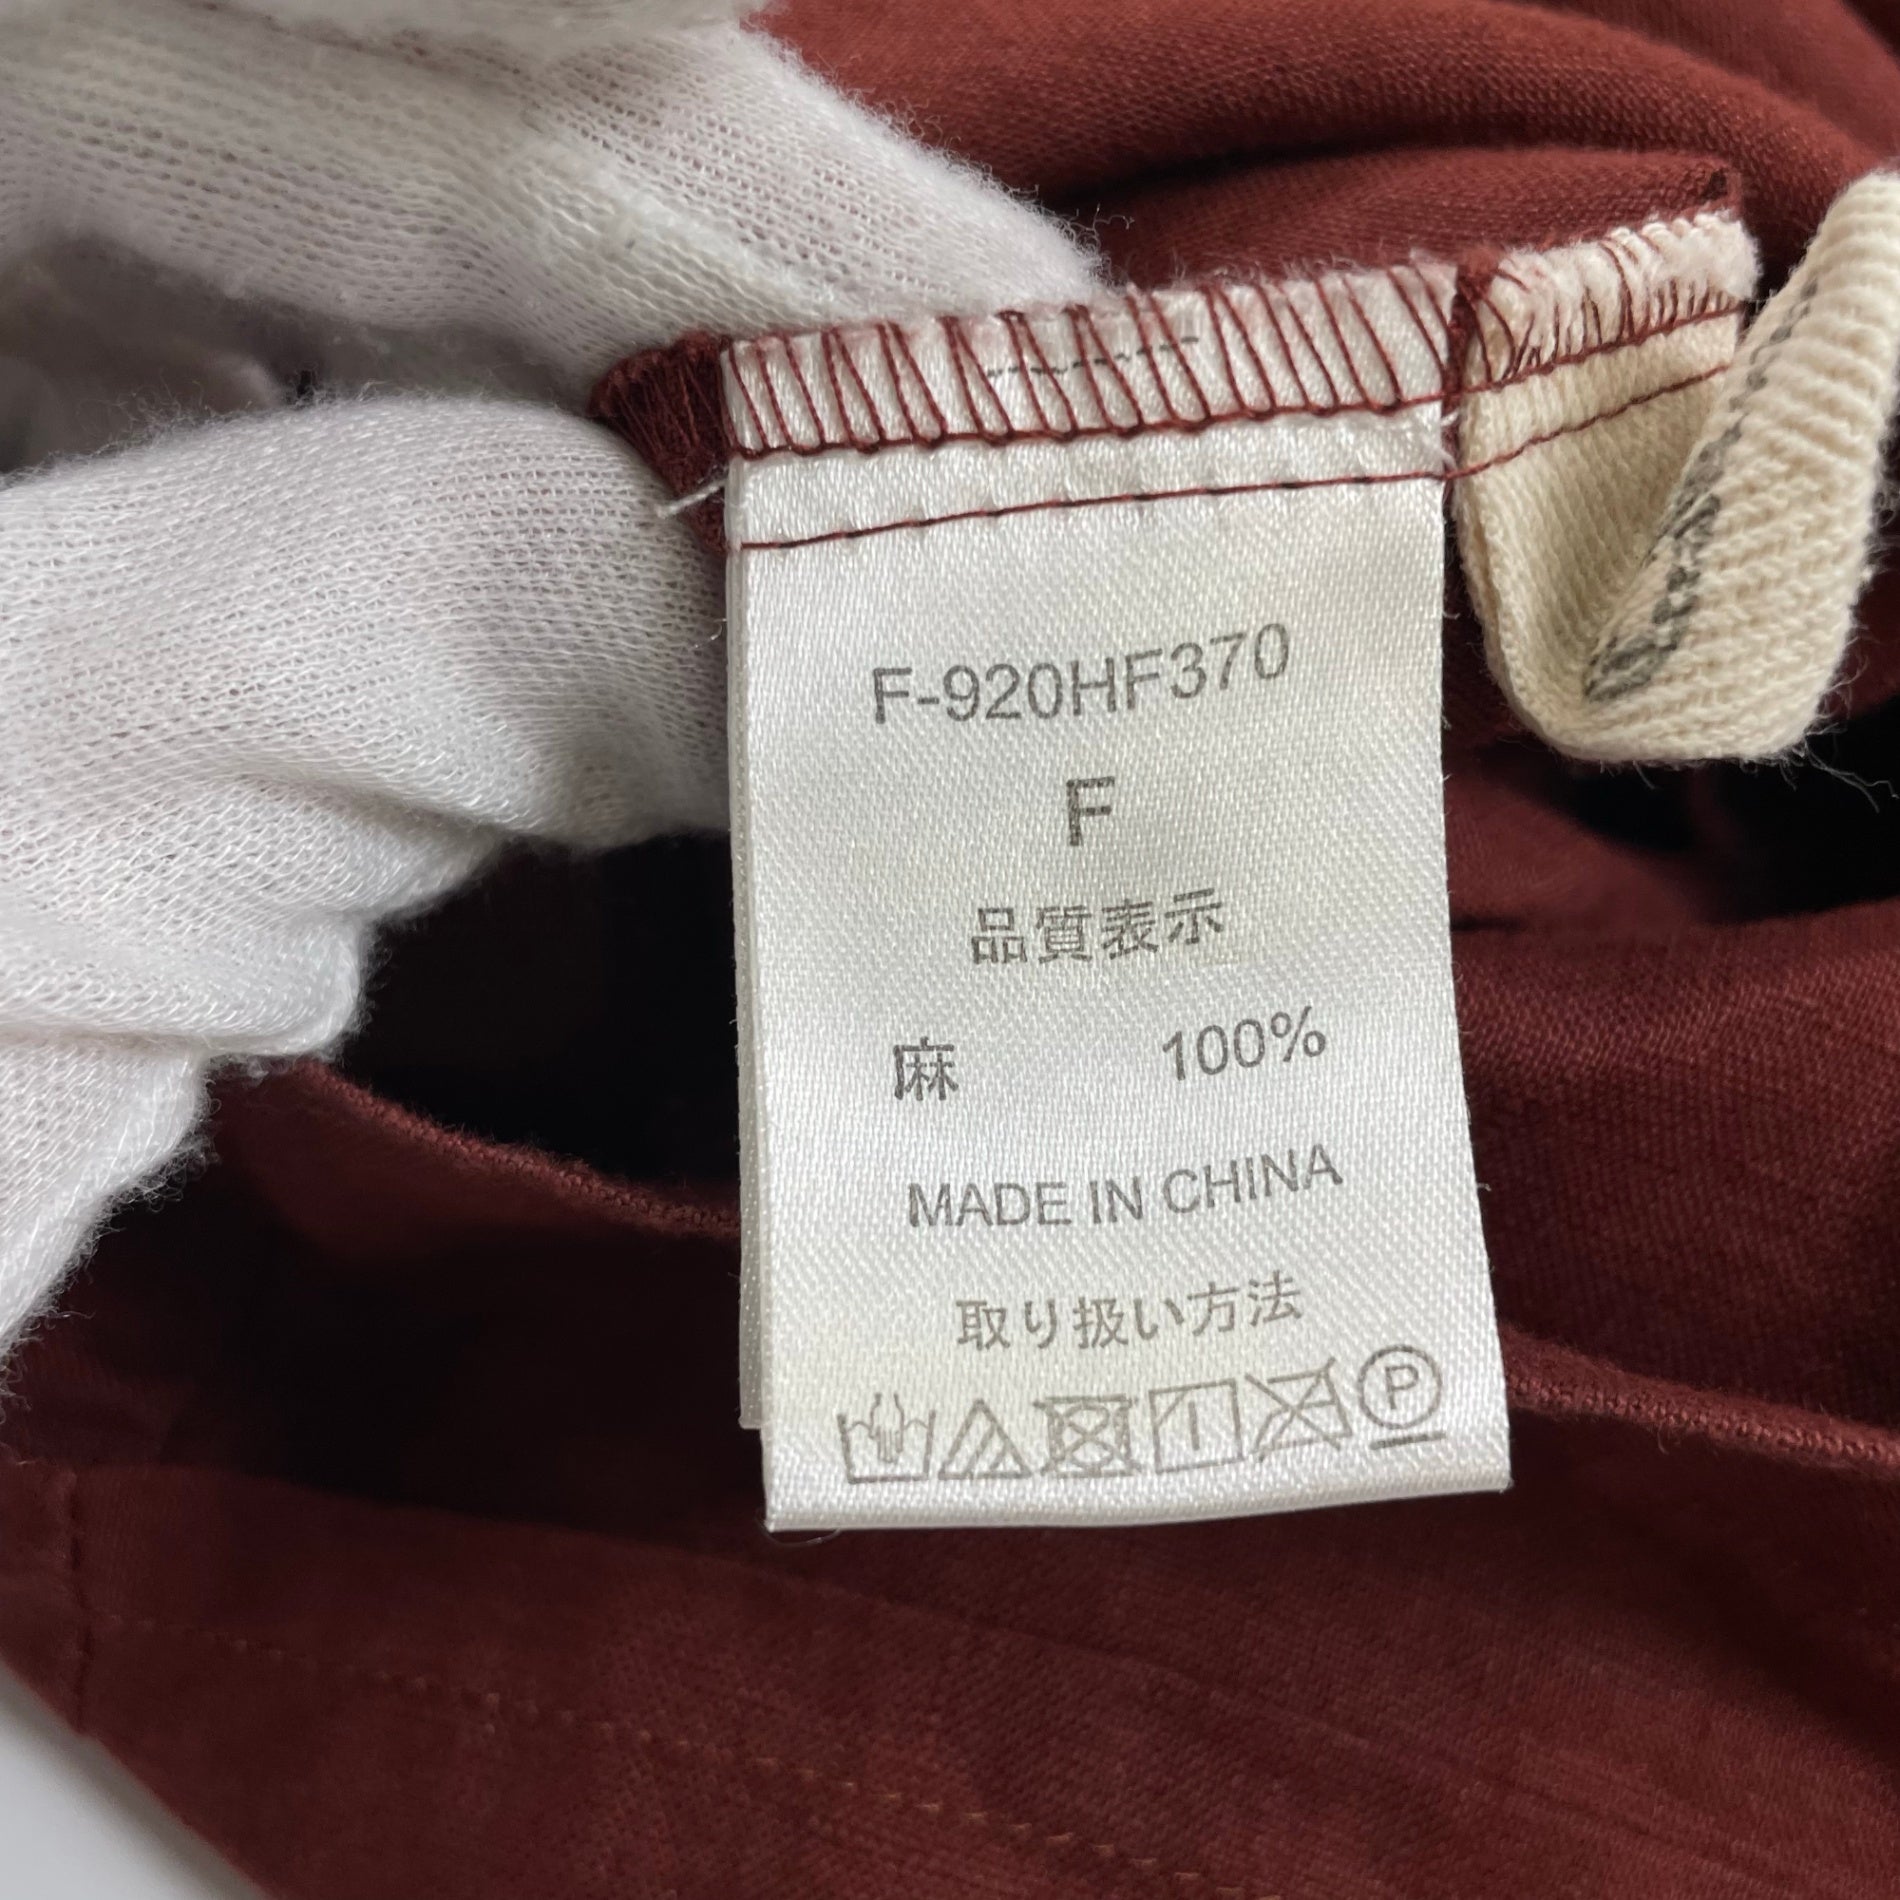 F-920HF370
F
品質表示
麻 100%
MADE IN CHINA
取り扱い方法
P